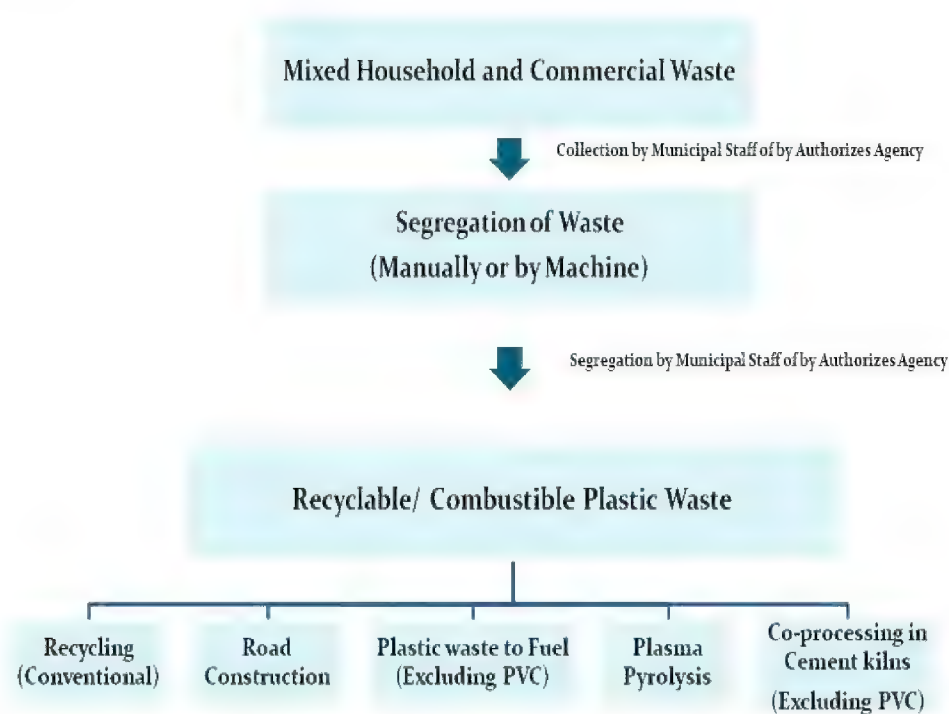 Mixed Household and Commercial Waste
Collection by Municipal Staff of by Authorizes Agency
Segregation of Waste
(Manually or by Machine)
Segregation by Municipal Staff of by Authorizes Agency
Recyclable/ Combustible Plastic Waste
Recycling
(Conventional)
Road
Construction
Plastic waste to Fuel
(Excluding PVC)
Plasma
Pyrolysis
Co-processing in
Cement kilns
(Excluding PVC)